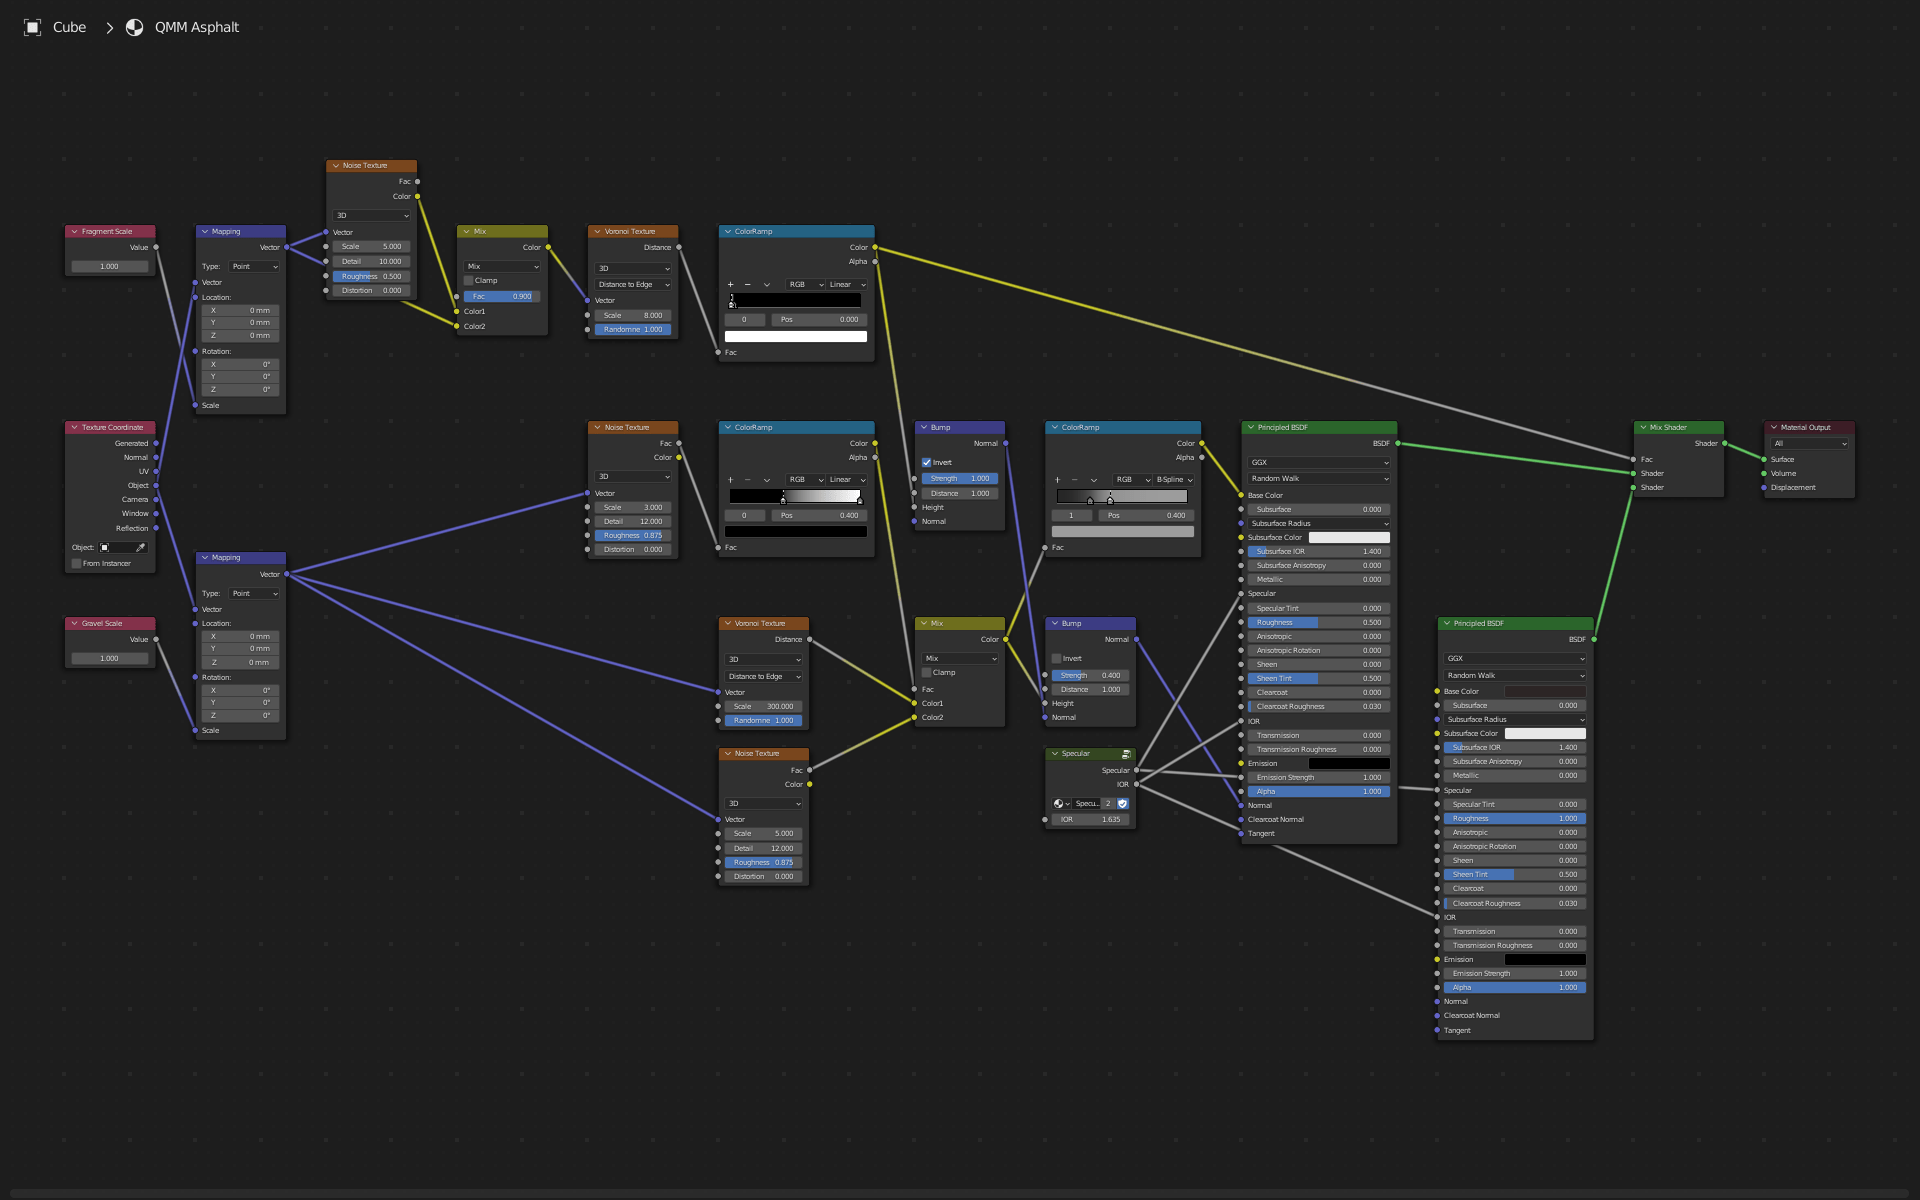 Cube > QMM Asphalt
Fragment Scale
Value
1.000
Mapping
Vector
Type: Point
Vector
Location:
X 0 mm
Y 0 mm
Z 0 mm
Rotation:
X 0°
Y 0°
Z 0°
Scale
Noise Texture
Fac
Color
3D
Vector
Scale 5.000
Detail 10.000
Roughness 0.500
Distortion 0.000
Mix
Color
Mix
Clamp
Fac 0.900
Color1
Color2
Voronoi Texture
Distance
3D
Distance to Edge
Vector
Scale 8.000
Randomne 1.000
ColorRamp
Color
Alpha
+ − RGB Linear
0 Pos 0.000
Fac
Texture Coordinate
Generated
Normal
UV
Object
Camera
Window
Reflection
Object:
From Instancer
Gravel Scale
Value
1.000
Mapping
Vector
Type: Point
Vector
Location:
X 0 mm
Y 0 mm
Z 0 mm
Rotation:
X 0°
Y 0°
Z 0°
Scale
Noise Texture
Fac
Color
3D
Vector
Scale 3.000
Detail 12.000
Roughness 0.875
Distortion 0.000
ColorRamp
Color
Alpha
+ − RGB Linear
0 Pos 0.400
Fac
Voronoi Texture
Distance
3D
Distance to Edge
Vector
Scale 300.000
Randomne 1.000
Noise Texture
Fac
Color
3D
Vector
Scale 5.000
Detail 12.000
Roughness 0.875
Distortion 0.000
Bump
Normal
Invert
Strength 1.000
Distance 1.000
Height
Normal
Mix
Color
Mix
Clamp
Fac
Color1
Color2
ColorRamp
Color
Alpha
+ − RGB B-Spline
1 Pos 0.400
Fac
Bump
Normal
Invert
Strength 0.400
Distance 1.000
Height
Normal
Specular
Specular
IOR
Specu... 2
IOR 1.635
Principled BSDF
BSDF
GGX
Random Walk
Base Color
Subsurface 0.000
Subsurface Radius
Subsurface Color
Subsurface IOR 1.400
Subsurface Anisotropy 0.000
Metallic 0.000
Specular
Specular Tint 0.000
Roughness 0.500
Anisotropic 0.000
Anisotropic Rotation 0.000
Sheen 0.000
Sheen Tint 0.500
Clearcoat 0.000
Clearcoat Roughness 0.030
IOR
Transmission 0.000
Transmission Roughness 0.000
Emission
Emission Strength 1.000
Alpha 1.000
Normal
Clearcoat Normal
Tangent
Principled BSDF
BSDF
GGX
Random Walk
Base Color
Subsurface 0.000
Subsurface Radius
Subsurface Color
Subsurface IOR 1.400
Subsurface Anisotropy 0.000
Metallic 0.000
Specular
Specular Tint 0.000
Roughness 1.000
Anisotropic 0.000
Anisotropic Rotation 0.000
Sheen 0.000
Sheen Tint 0.500
Clearcoat 0.000
Clearcoat Roughness 0.030
IOR
Transmission 0.000
Transmission Roughness 0.000
Emission
Emission Strength 1.000
Alpha 1.000
Normal
Clearcoat Normal
Tangent
Mix Shader
Shader
Fac
Shader
Shader
Material Output
All
Surface
Volume
Displacement